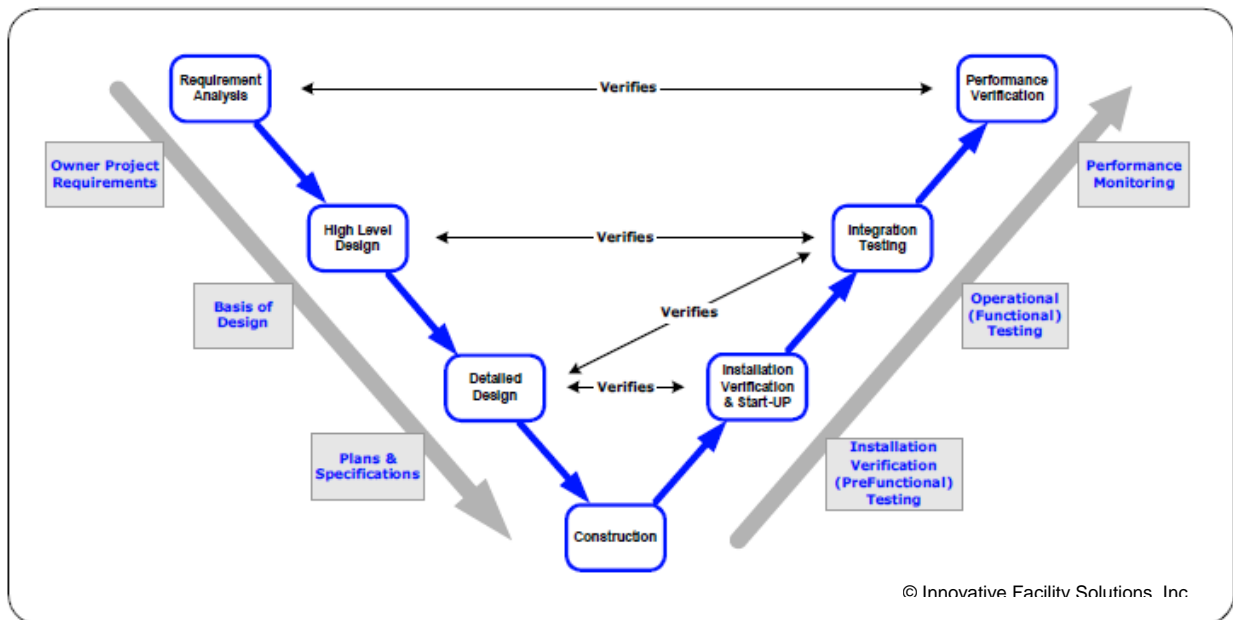 Requirement
Analysis
Verifies
Performance
Verification
Owner Project
Requirements
Performance
Monitoring
High Level
Design
Verifies
Integration
Testing
Basis of
Design
Verifies
Operational
(Functional)
Testing
Detailed
Design
Verifies
Installation
Verification
& Start-UP
Plans &
Specifications
Installation
Verification
(PreFunctional)
Testing
Construction
© Innovative Facility Solutions, Inc